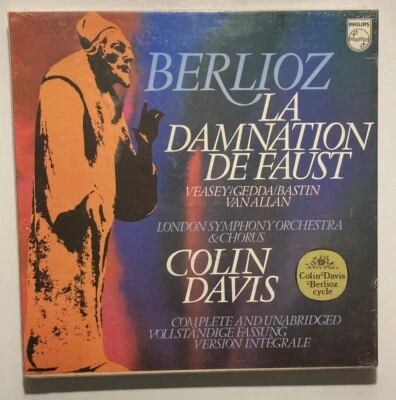 PHILIPS
BERLIOZ
LA
DAMNATION
DE FAUST
VEASEY/GEDDA/BASTIN
VAN ALLAN
LONDON SYMPHONY ORCHESTRA
& CHORUS
COLIN
DAVIS
Colin Davis
Berlioz
cycle
COMPLETE AND UNABRIDGED
VOLLSTÄNDIGE FASSUNG
VERSION INTÉGRALE